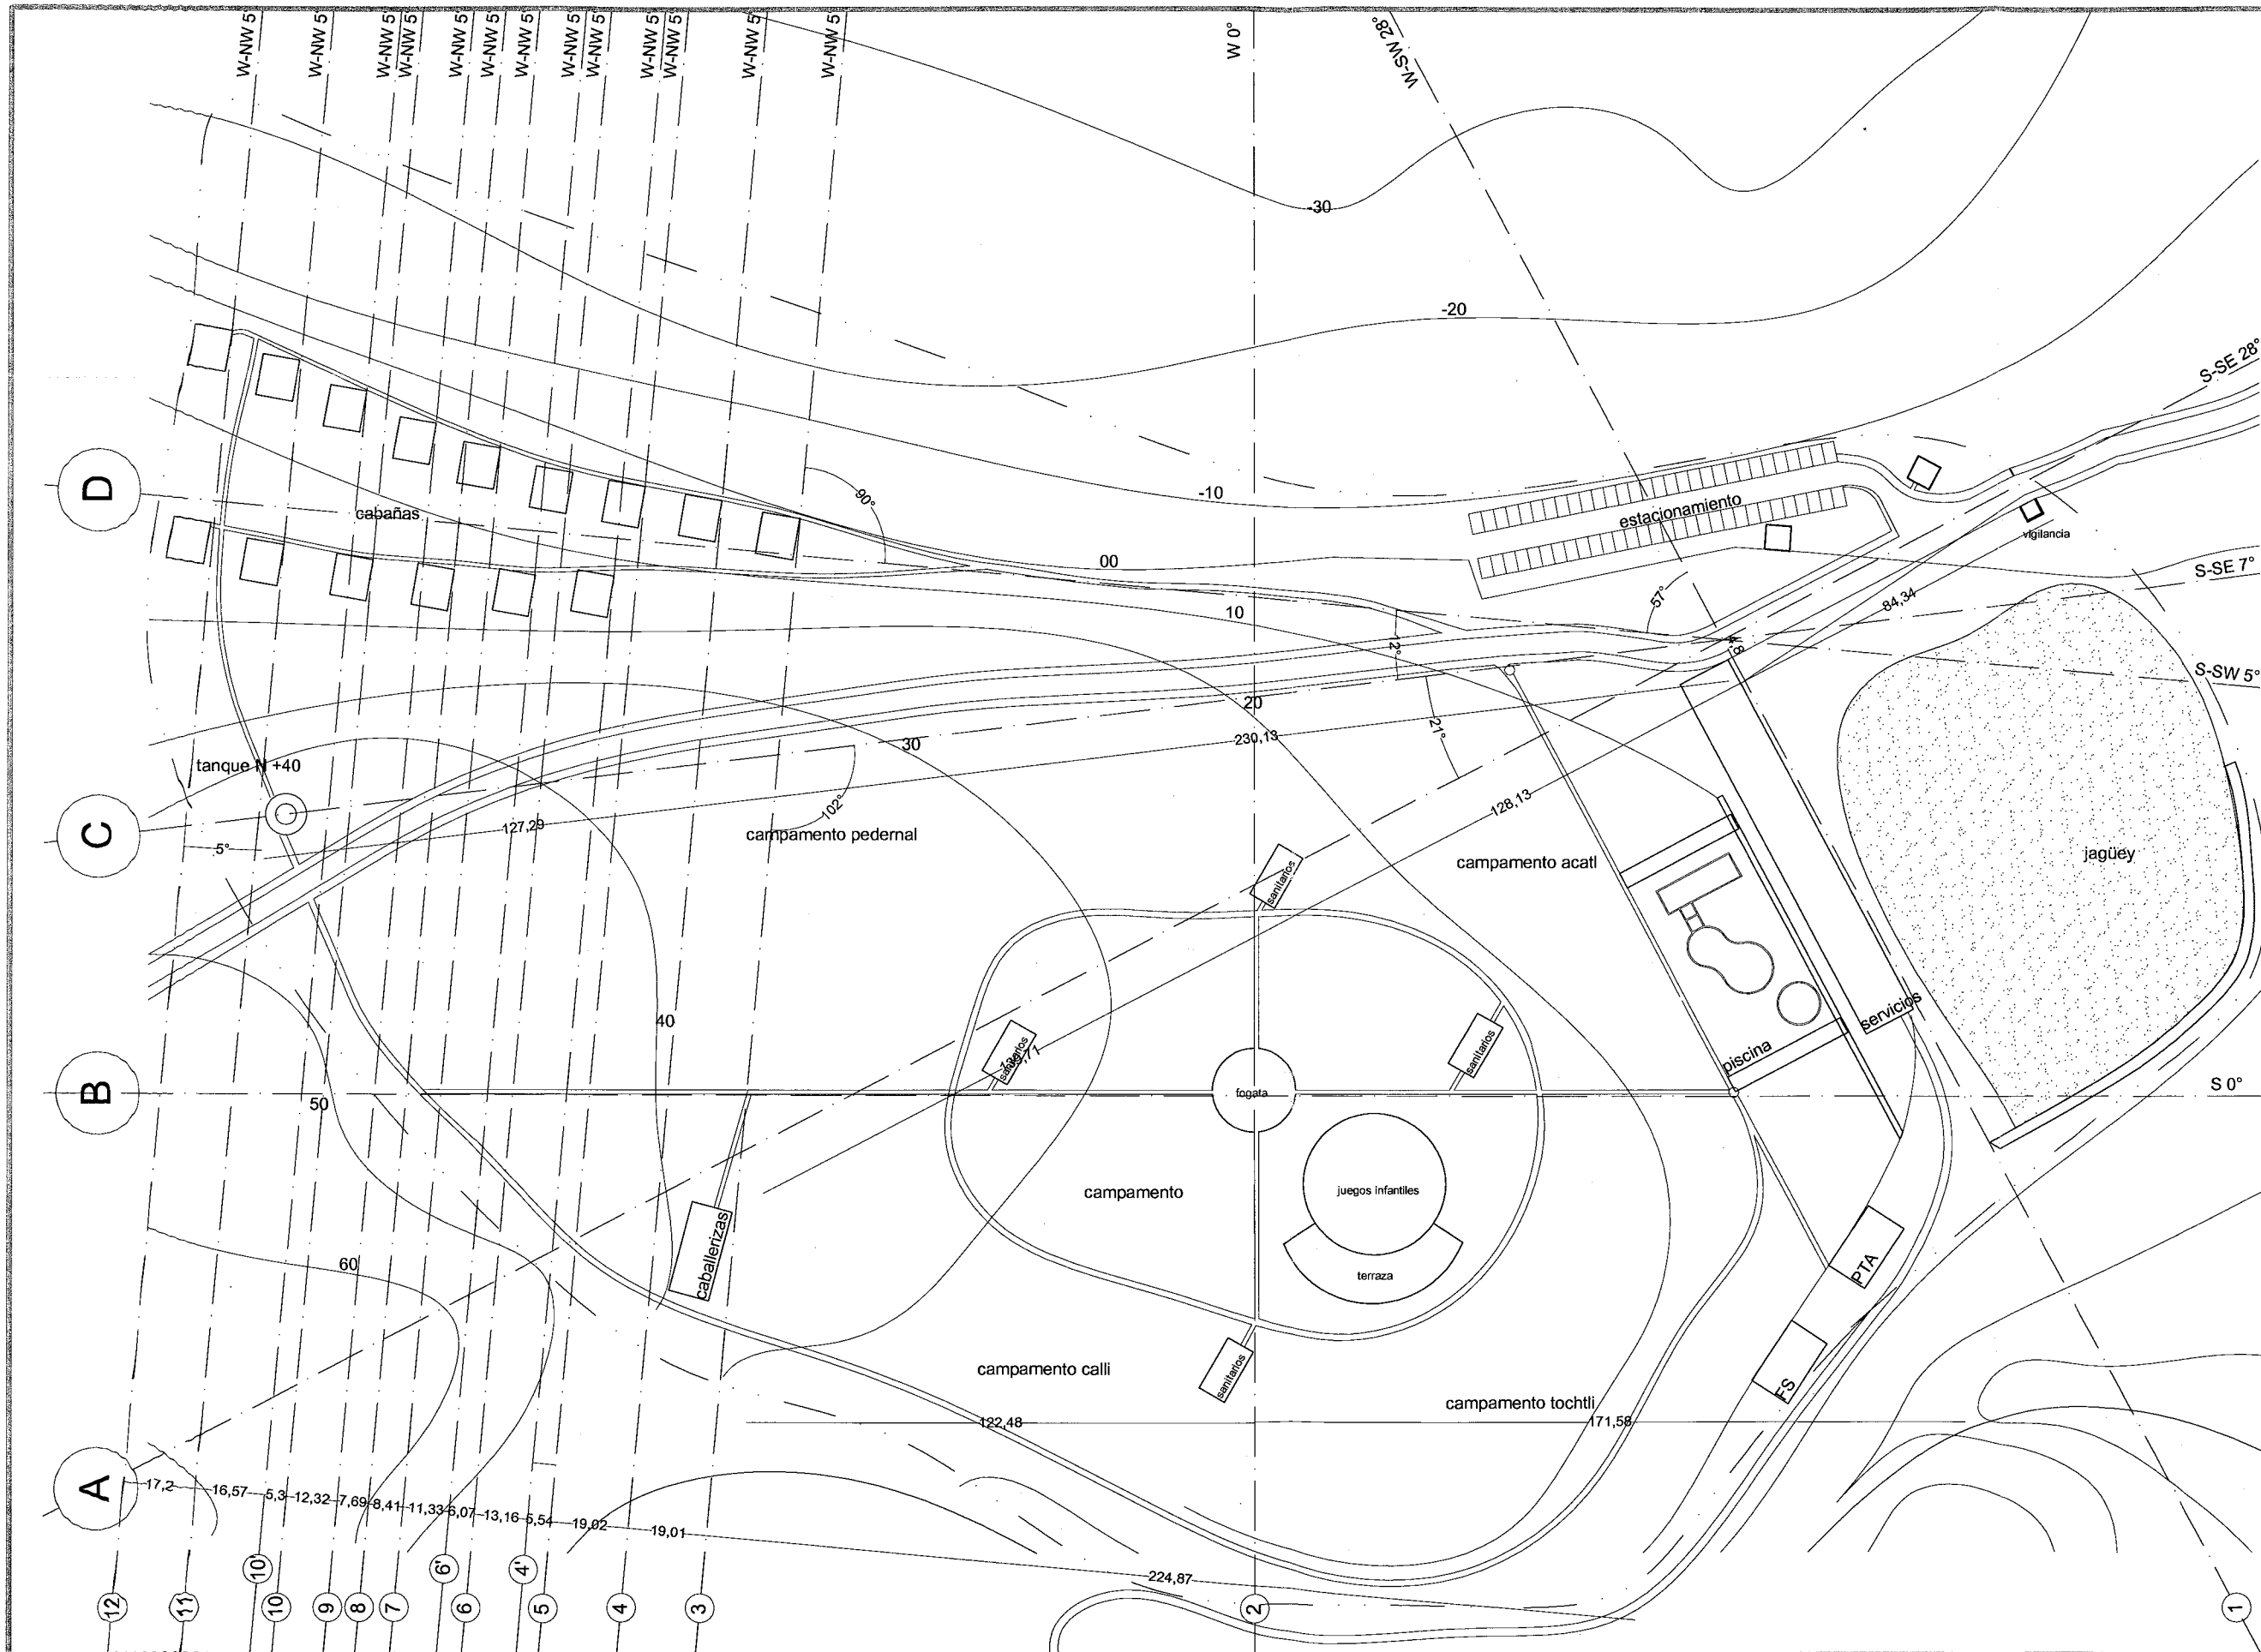 W-NW 5
W-NW 5
W-NW 5
W-NW 5
W-NW 5
W-NW 5
W-NW 5
W-NW 5
W-NW 5
W-NW 5
W-NW 5
W-NW 5
W-NW 5
W 0°
W-SW 28°
-30
-20
S-SE 28°
D
cabañas
90°
-10
estacionamiento
vigilancia
00
S-SE 7°
10
57°
84,34
12°
4,8
S-SW 5°
20
21°
30
230,13
tanque N +40
C
5°
127,29
102°
campamento pedernal
128,13
campamento acatl
jagüey
sanitarios
40
sanitarios
sanitarios
servicios
piscina
S 0°
B
50
fogata
campamento
juegos infantiles
caballerizas
60
PTA
terraza
campamento calli
sanitarios
FS
campamento tochtli
122,48
171,58
A
17,2
16,57
5,3
12,32
7,69
8,41
11,33
6,07
13,16
5,54
19,02
19,01
224,87
12
11
10'
10
9
8
7
6'
6
4'
5
4
3
2
1